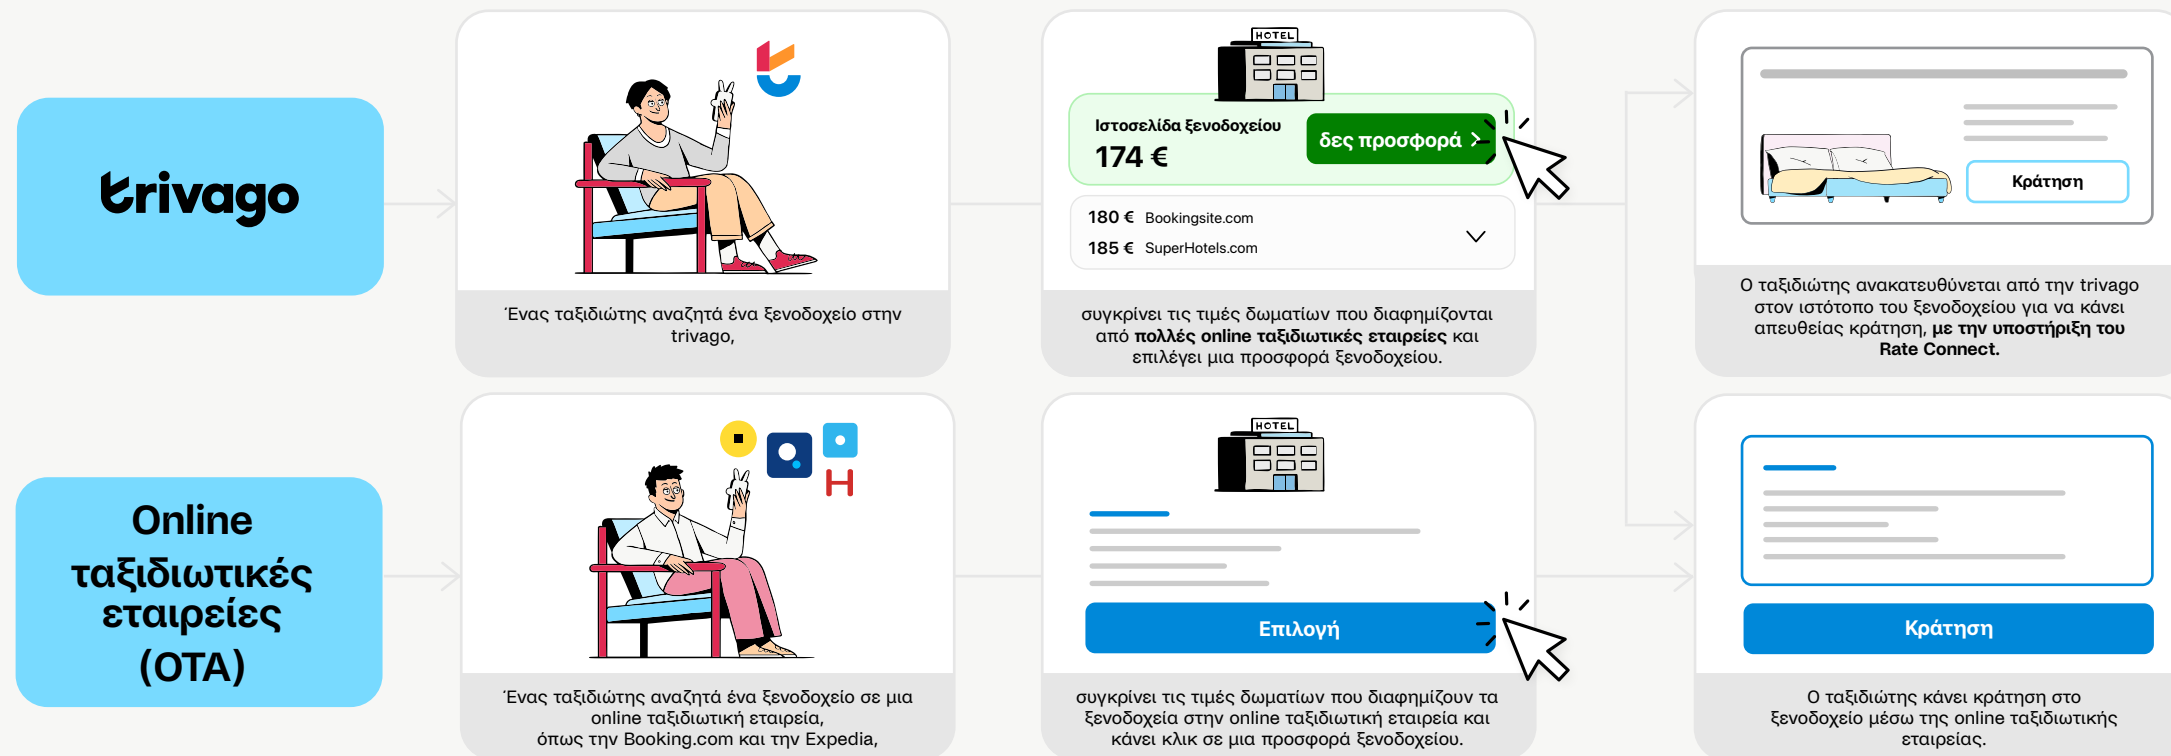 trivago
Ένας ταξιδιώτης αναζητά ένα ξενοδοχείο στην
trivago,
HOTEL
Ιστοσελίδα ξενοδοχείου
174 €
δες προσφορά
180 € Bookingsite.com
185 € SuperHotels.com
συγκρίνει τις τιμές δωματίων που διαφημίζονται
από πολλές online ταξιδιωτικές εταιρείες και
επιλέγει μια προσφορά ξενοδοχείου.
Κράτηση
Ο ταξιδιώτης ανακατευθύνεται από την trivago
στον ιστότοπο του ξενοδοχείου για να κάνει
απευθείας κράτηση, με την υποστήριξη του
Rate Connect.
Online
ταξιδιωτικές
εταιρείες
(OTA)
Ένας ταξιδιώτης αναζητά ένα ξενοδοχείο σε μια
online ταξιδιωτική εταιρεία,
όπως την Booking.com και την Expedia,
HOTEL
Επιλογή
συγκρίνει τις τιμές δωματίων που διαφημίζουν τα
ξενοδοχεία στην online ταξιδιωτική εταιρεία και
κάνει κλικ σε μια προσφορά ξενοδοχείου.
Κράτηση
Ο ταξιδιώτης κάνει κράτηση στο
ξενοδοχείο μέσω της online ταξιδιωτικής
εταιρείας.